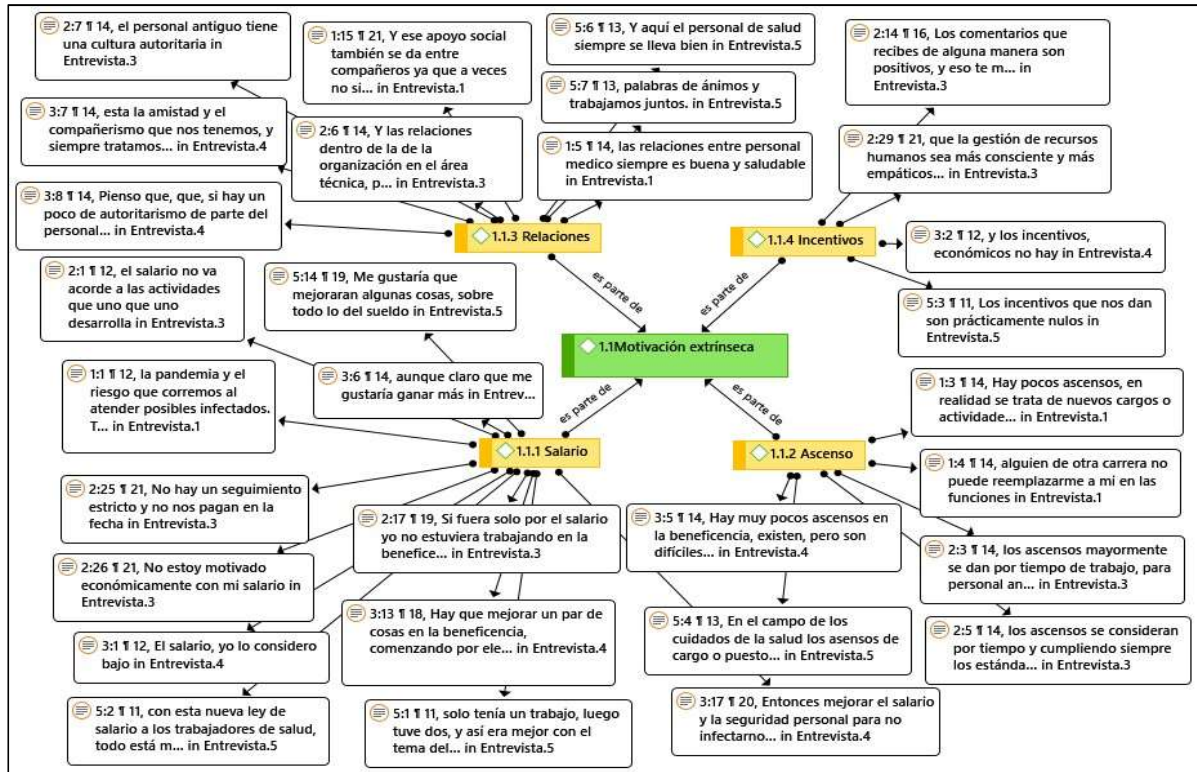 2:7 ¶ 14, el personal antiguo tiene
una cultura autoritaria in
Entrevista.3
1:15 ¶ 21, Y ese apoyo social
también se da entre
compañeros ya que a veces
no si... in Entrevista.1
5:6 ¶ 13, Y aquí el personal de salud
siempre se lleva bien in Entrevista.5
2:14 ¶ 16, Los comentarios que
recibes de alguna manera son
positivos, y eso te m... in
Entrevista.3
3:7 ¶ 14, esta la amistad y el
compañerismo que nos tenemos, y
siempre tratamos... in Entrevista.4
2:6 ¶ 14, Y las relaciones
dentro de la de la
organización en el área
técnica, p... in Entrevista.3
5:7 ¶ 13, palabras de ánimos y
trabajamos juntos. in Entrevista.5
1:5 ¶ 14, las relaciones entre personal
medico siempre es buena y saludable
in Entrevista.1
2:29 ¶ 21, que la gestión de recursos
humanos sea más consciente y más
empáticos... in Entrevista.3
3:8 ¶ 14, Pienso que, que, si hay un
poco de autoritarismo de parte del
personal... in Entrevista.4
1.1.3 Relaciones
1.1.4 Incentivos
3:2 ¶ 12, y los incentivos,
económicos no hay in Entrevista.4
2:1 ¶ 12, el salario no va
acorde a las actividades
que uno que uno
desarrolla in Entrevista.3
5:14 ¶ 19, Me gustaría que
mejoraran algunas cosas, sobre
todo lo del sueldo in Entrevista.5
es parte de
es parte de
5:3 ¶ 11, Los incentivos que nos dan
son prácticamente nulos in
Entrevista.5
1.1Motivación extrínseca
1:1 ¶ 12, la pandemia y el
riesgo que corremos al
atender posibles infectados.
T... in Entrevista.1
3:6 ¶ 14, aunque claro que me
gustaría ganar más in Entrev...
es parte de
es parte de
1:3 ¶ 14, Hay pocos ascensos, en
realidad se trata de nuevos cargos o
actividade... in Entrevista.1
1.1.1 Salario
1.1.2 Ascenso
1:4 ¶ 14, alguien de otra carrera no
puede reemplazarme a mi en las
funciones in Entrevista.1
2:25 ¶ 21, No hay un seguimiento
estricto y no nos pagan en la
fecha in Entrevista.3
2:17 ¶ 19, Si fuera solo por el salario
yo no estuviera trabajando en la
benefice... in Entrevista.3
3:5 ¶ 14, Hay muy pocos ascensos en
la beneficencia, existen, pero son
difíciles... in Entrevista.4
2:3 ¶ 14, los ascensos mayormente
se dan por tiempo de trabajo, para
personal an... in Entrevista.3
2:26 ¶ 21, No estoy motivado
económicamente con mi salario in
Entrevista.3
3:13 ¶ 18, Hay que mejorar un par de
cosas en la beneficencia,
comenzando por ele... in Entrevista.4
5:4 ¶ 13, En el campo de los
cuidados de la salud los asensos de
cargo o puesto... in Entrevista.5
2:5 ¶ 14, los ascensos se consideran
por tiempo y cumpliendo siempre
los estánda... in Entrevista.3
3:1 ¶ 12, El salario, yo lo considero
bajo in Entrevista.4
5:2 ¶ 11, con esta nueva ley de
salario a los trabajadores de salud,
todo está m... in Entrevista.5
5:1 ¶ 11, solo tenía un trabajo, luego
tuve dos, y así era mejor con el
tema del... in Entrevista.5
3:17 ¶ 20, Entonces mejorar el salario
y la seguridad personal para no
infectarno... in Entrevista.4